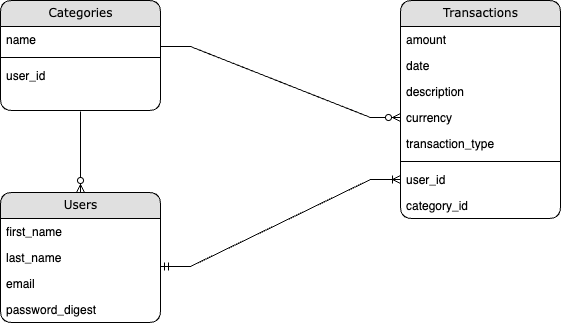 Categories
name
user_id
Transactions
amount
date
description
currency
transaction_type
user_id
category_id
Users
first_name
last_name
email
password_digest